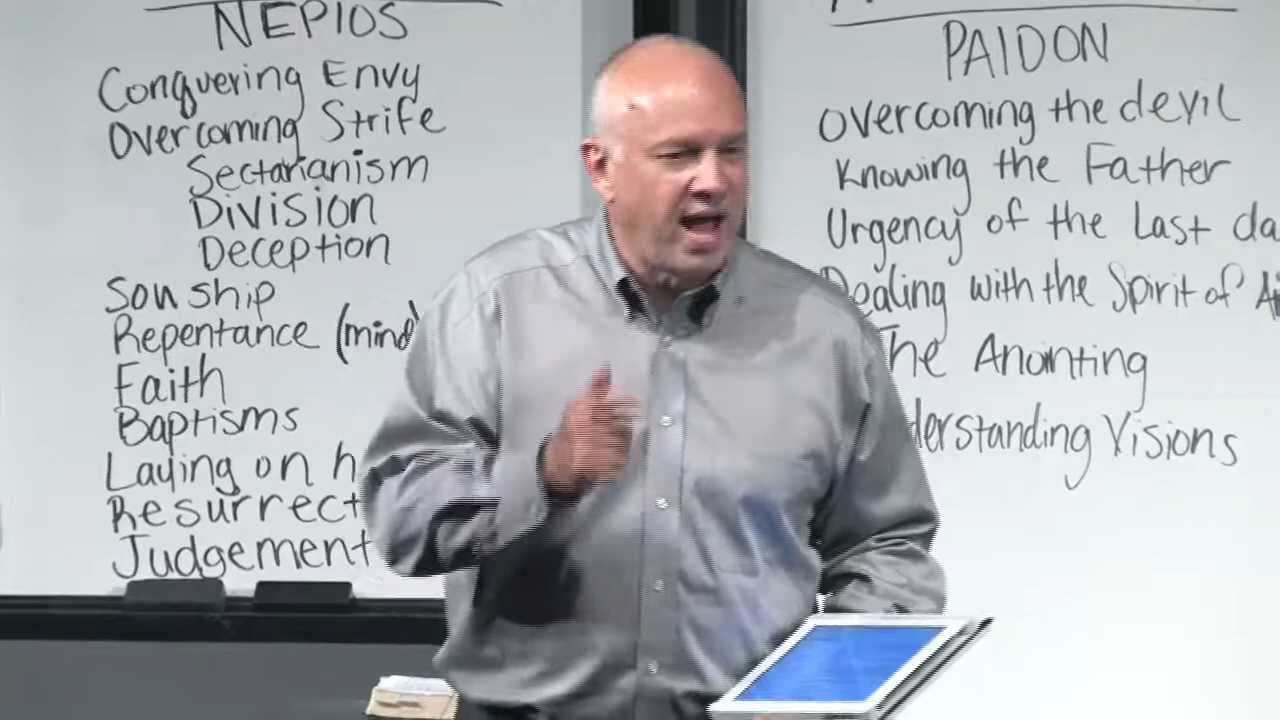 NEPIOS
Conquering Envy
Overcoming Strife
Sectarianism
Division
Deception
Sonship
Repentance (mind)
Faith
Baptisms
Laying on h
Resurrect
Judgement
PAIDON
Overcoming the devil
Knowing the Father
Urgency of the Last da
Dealing with the Spirit of
The Anointing
derstanding Visions